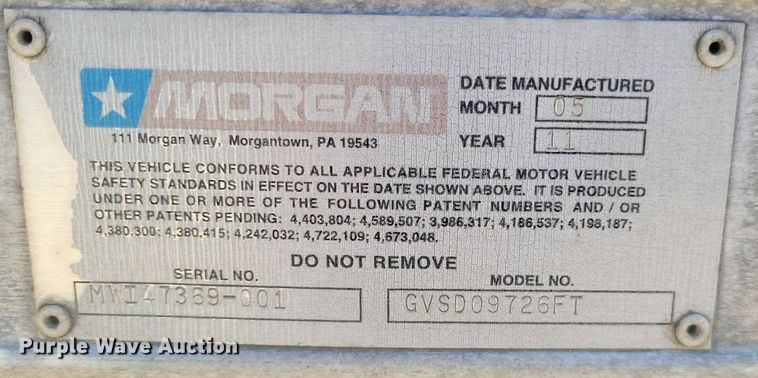 MORGAN
DATE MANUFACTURED
MONTH 05
111 Morgan Way, Morgantown, PA 19543
YEAR 11
THIS VEHICLE CONFORMS TO ALL APPLICABLE FEDERAL MOTOR VEHICLE
SAFETY STANDARDS IN EFFECT ON THE DATE SHOWN ABOVE. IT IS PRODUCED
UNDER ONE OR MORE OF THE FOLLOWING PATENT NUMBERS AND / OR
OTHER PATENTS PENDING: 4,403,804; 4,589,507; 3,986,317; 4,186,537; 4,198,187;
4,380,300; 4,380,415; 4,242,032; 4,722,109; 4,673,048.
DO NOT REMOVE
SERIAL NO. MODEL NO.
MWI47369-001 GVSD09726FT
Purple Wave Auction